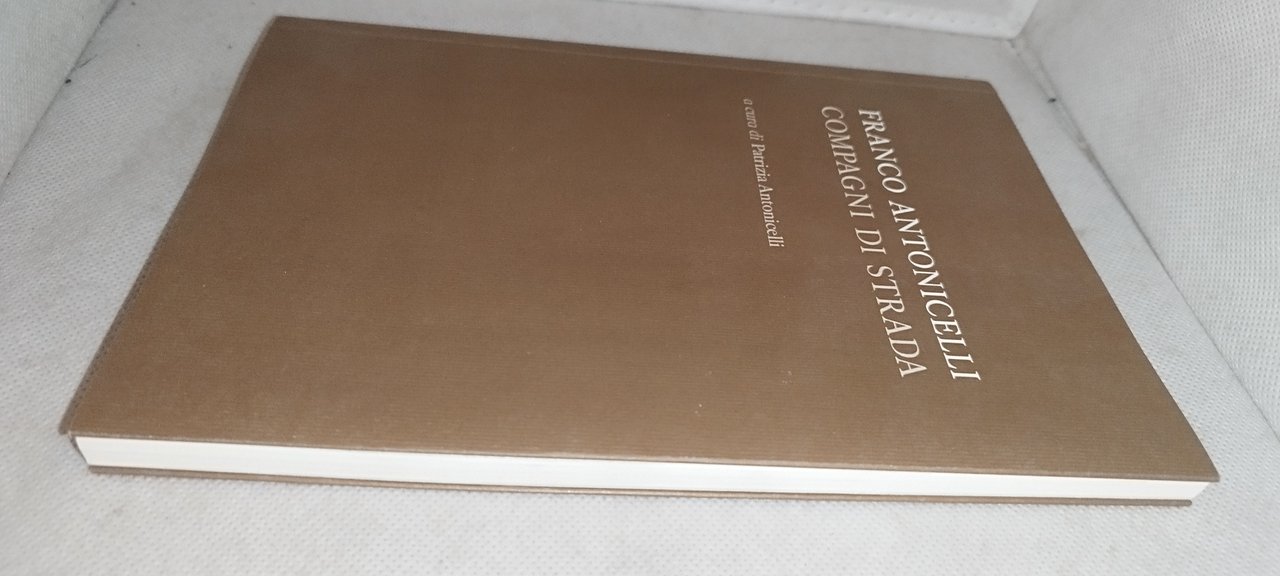 FRANCO ANTONICELLI
COMPAGNI DI STRADA
a cura di Patrizia Antonicelli